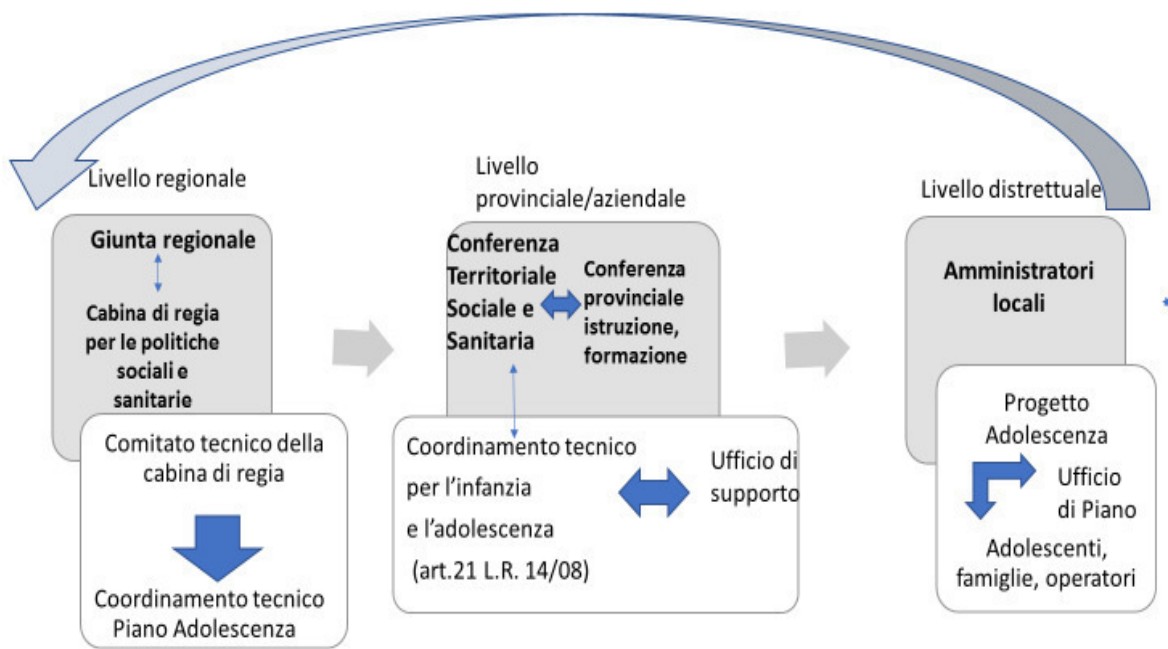 Livello regionale
Giunta regionale
Cabina di regia
per le politiche
sociali e
sanitarie
Comitato tecnico della
cabina di regia
Coordinamento tecnico
Piano Adolescenza
Livello
provinciale/aziendale
Conferenza
Territoriale
Sociale e
Sanitaria
Conferenza
provinciale
istruzione,
formazione
Coordinamento tecnico
per l'infanzia
e l'adolescenza
(art.21 L.R. 14/08)
Ufficio di
supporto
Livello distrettuale
Amministratori
locali
Progetto
Adolescenza
Ufficio
di Piano
Adolescenti,
famiglie, operatori